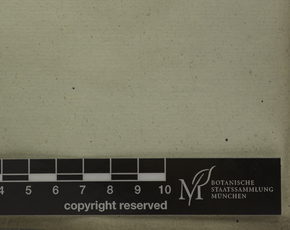 4 5 6 7 8 9 10
copyright reserved
BOTANISCHE
STAATSSAMMLUNG
MÜNCHEN